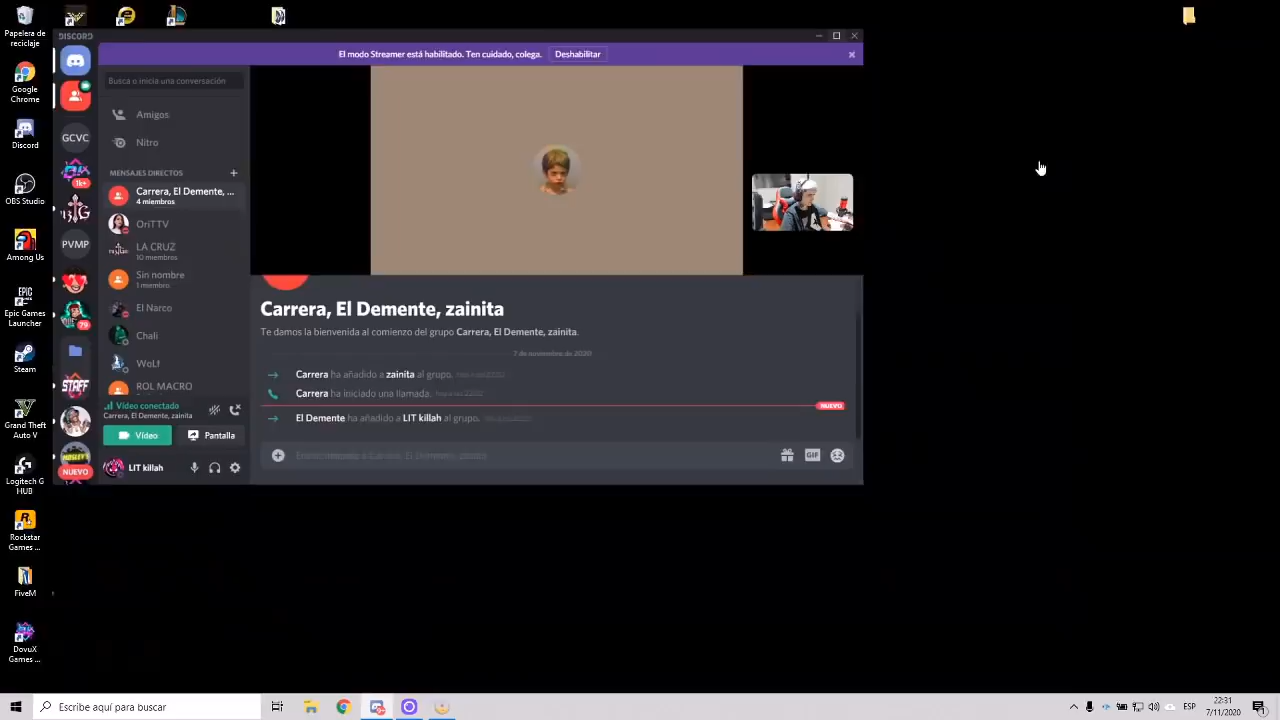 Papelera de
reciclaje
Google
Chrome
Discord
OBS Studio
Among Us
Epic Games
Launcher
Steam
Grand Theft
Auto V
Logitech G
HUB
Rockstar
Games ...
FiveM
DovuX
Games ...
DISCORD
El modo Streamer está habilitado. Ten cuidado, colega. Deshabilitar
Busca o inicia una conversación
Amigos
Nitro
MENSAJES DIRECTOS
Carrera, El Demente, ...
4 miembros
OriTTV
LA CRUZ
10 miembros
Sin nombre
1 miembro
El Narco
Chali
WoLf
ROL MACRO
GCVC
1k+
PVMP
79
STAFF
NUEVO
Vídeo conectado
Carrera, El Demente, zainita
Vídeo
Pantalla
LIT killah
Carrera, El Demente, zainita
Te damos la bienvenida al comienzo del grupo Carrera, El Demente, zainita.
7 de noviembre de 2020
Carrera ha añadido a zainita al grupo.
Carrera ha iniciado una llamada.
NUEVO
El Demente ha añadido a LIT killah al grupo.
GIF
Escribe aquí para buscar
ESP
22:31
7/11/2020